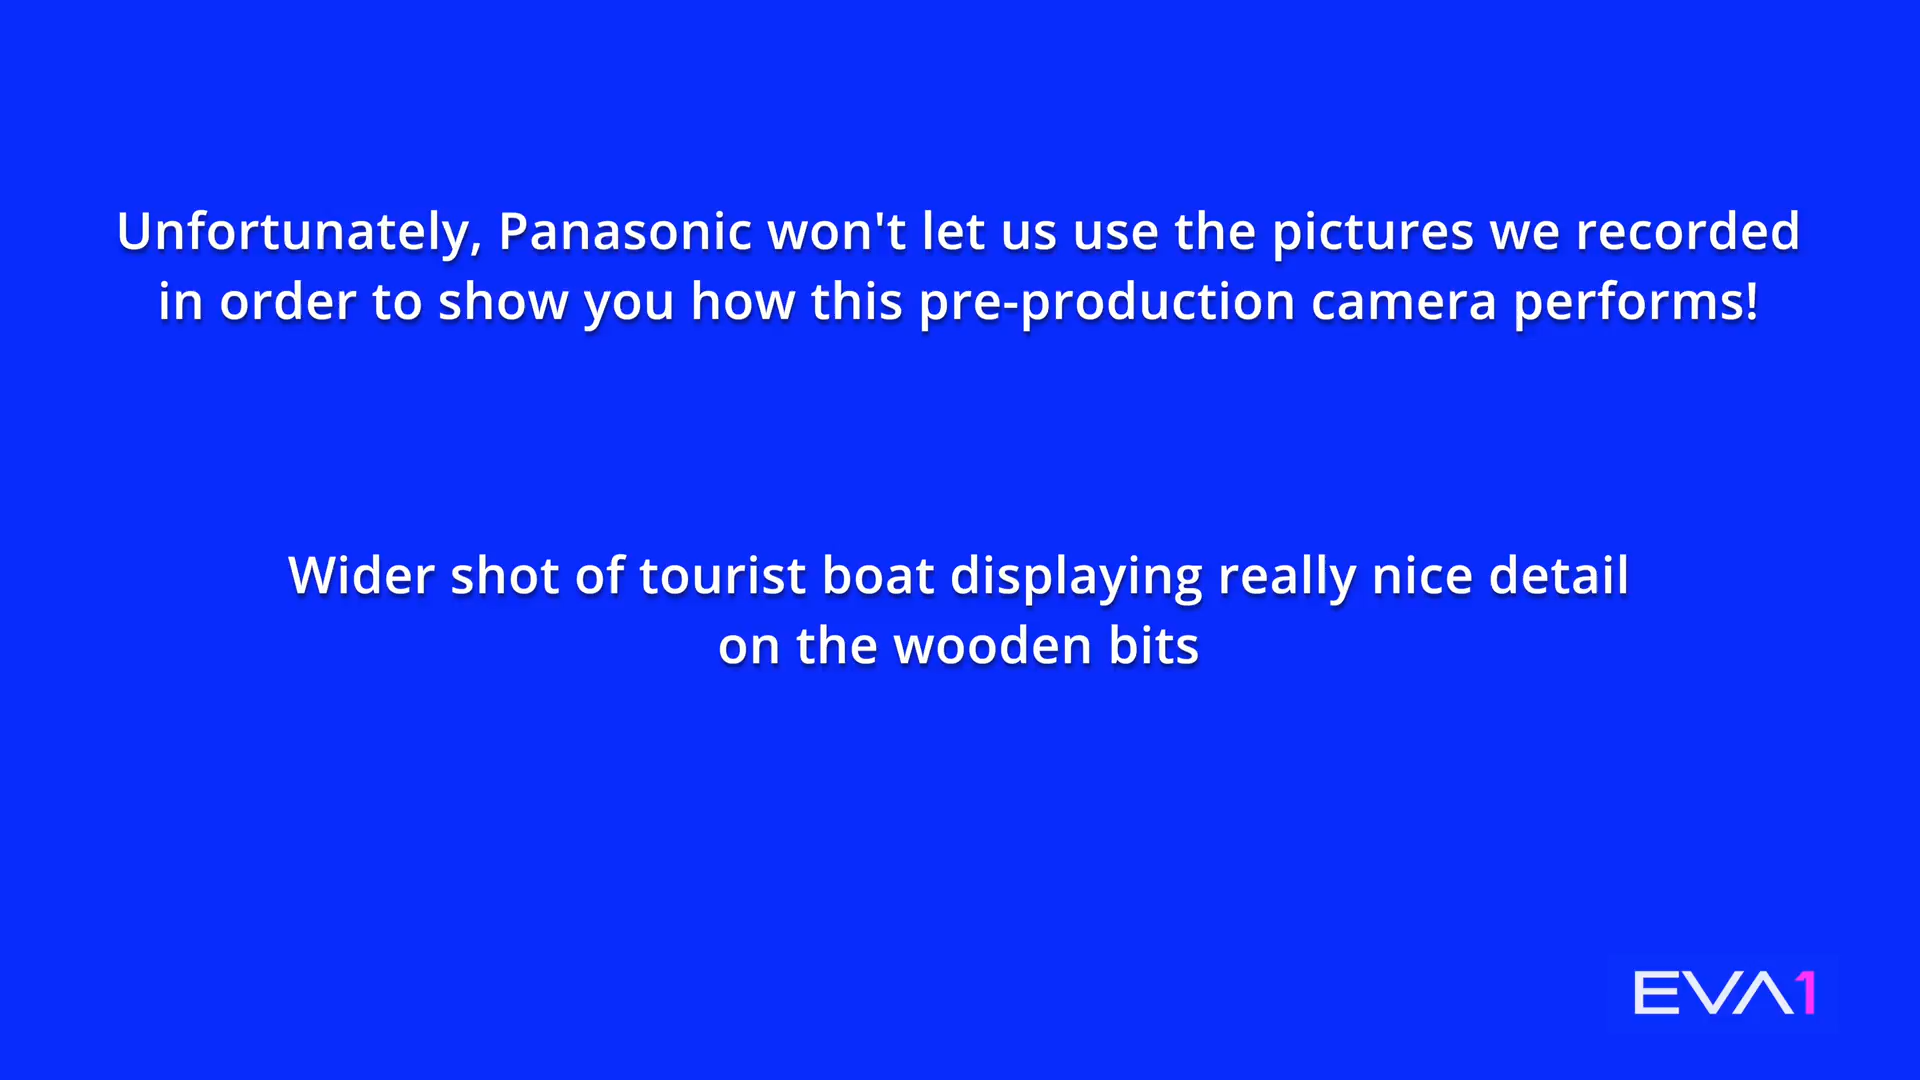 Unfortunately, Panasonic won't let us use the pictures we recorded
in order to show you how this pre-production camera performs!
Wider shot of tourist boat displaying really nice detail
on the wooden bits
EVA1